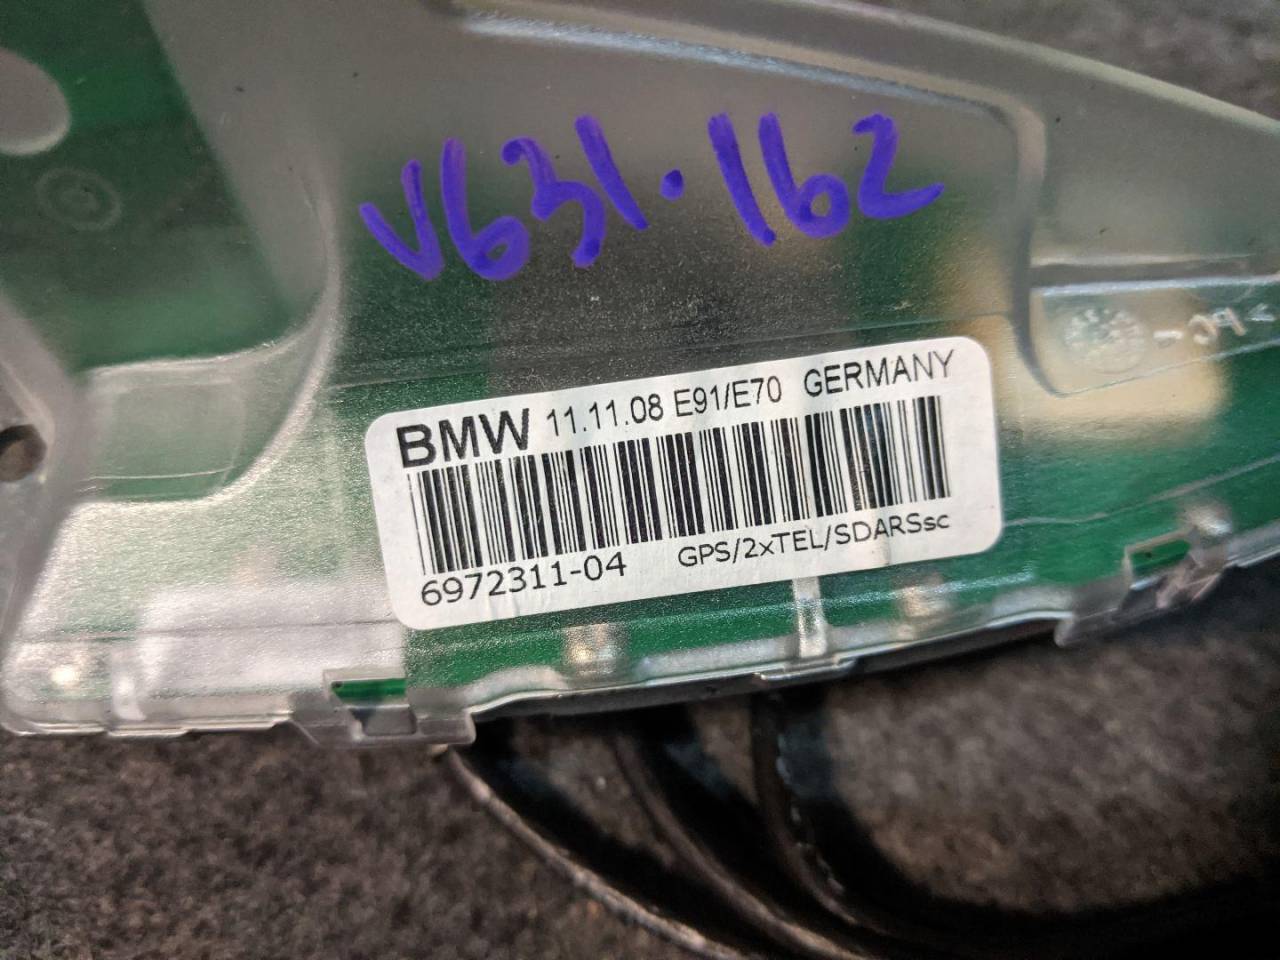 V631.162
BMW 11.11.08 E91/E70 GERMANY
6972311-04 GPS/2xTEL/SDARSsc